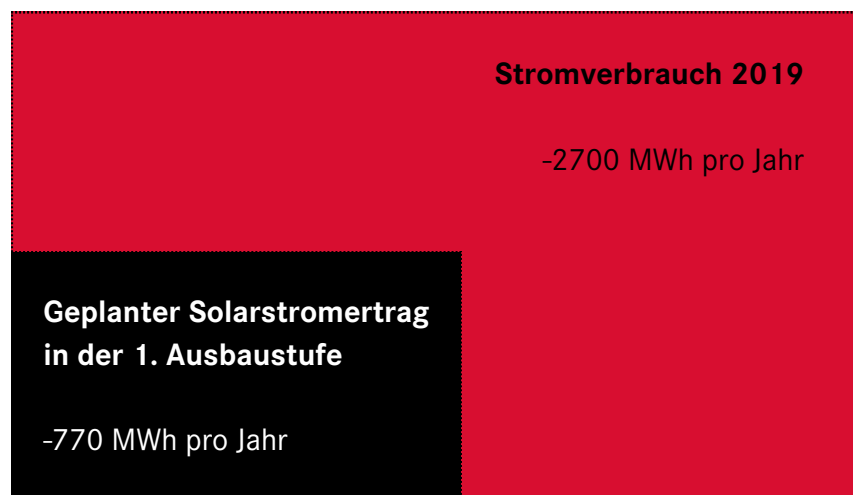 Stromverbrauch 2019
-2700 MWh pro Jahr
Geplanter Solarstromertrag
in der 1. Ausbaustufe
-770 MWh pro Jahr